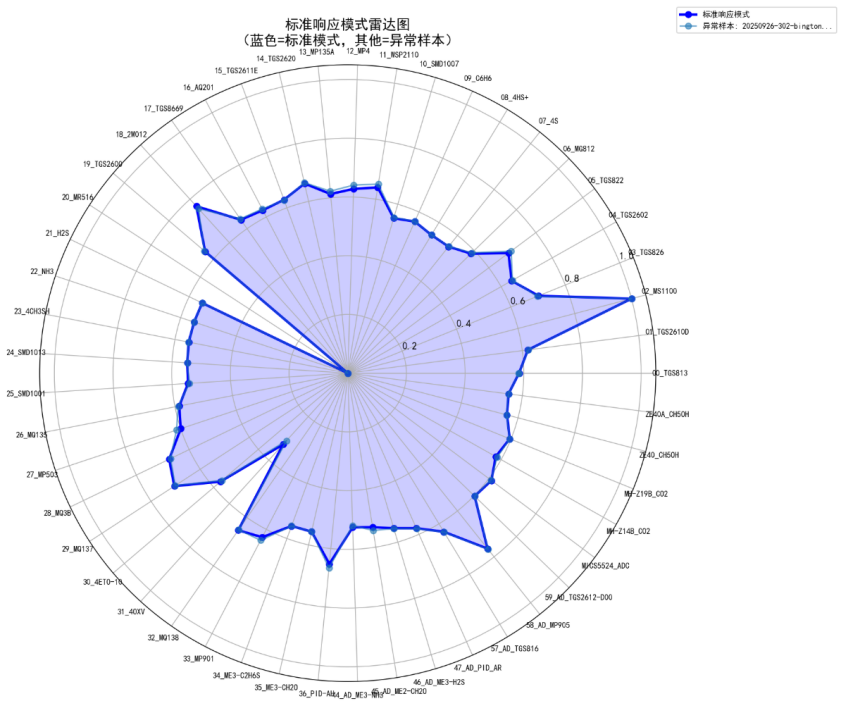 标准响应模式雷达图
（蓝色=标准模式，其他=异常样本）
标准响应模式
异常样本: 20250926-302-bington...
00_TGS813
01_TGS2610D
02_MS1100
03_TGS826
04_TGS2602
05_TGS822
06_MG812
07_4S
08_4HS+
09_C6H6
10_SMD1007
11_WSP2110
12_MP4
13_MP135A
14_TGS2620
15_TGS2611E
16_AQ201
17_TGS8669
18_2M012
19_TGS2600
20_MR516
21_H2S
22_NH3
23_4CH3SH
24_SMD1013
25_SMD1001
26_MQ135
27_MP503
28_MQ3B
29_MQ137
30_4ETO-10
31_4OXV
32_MQ138
33_MP901
34_ME3-C2H6S
35_ME3-CH2O
36_PID-AH
44_AD_ME3-NH3
45_AD_ME2-CH2O
46_AD_ME3-H2S
47_AD_PID_AR
57_AD_TGS816
58_AD_MP905
59_AD_TGS2612-D00
MICS5524_ADC
MH-Z14B_CO2
MH-Z19B_CO2
ZE40_CH5OH
ZE40A_CH5OH
0.2
0.4
0.6
0.8
1.0